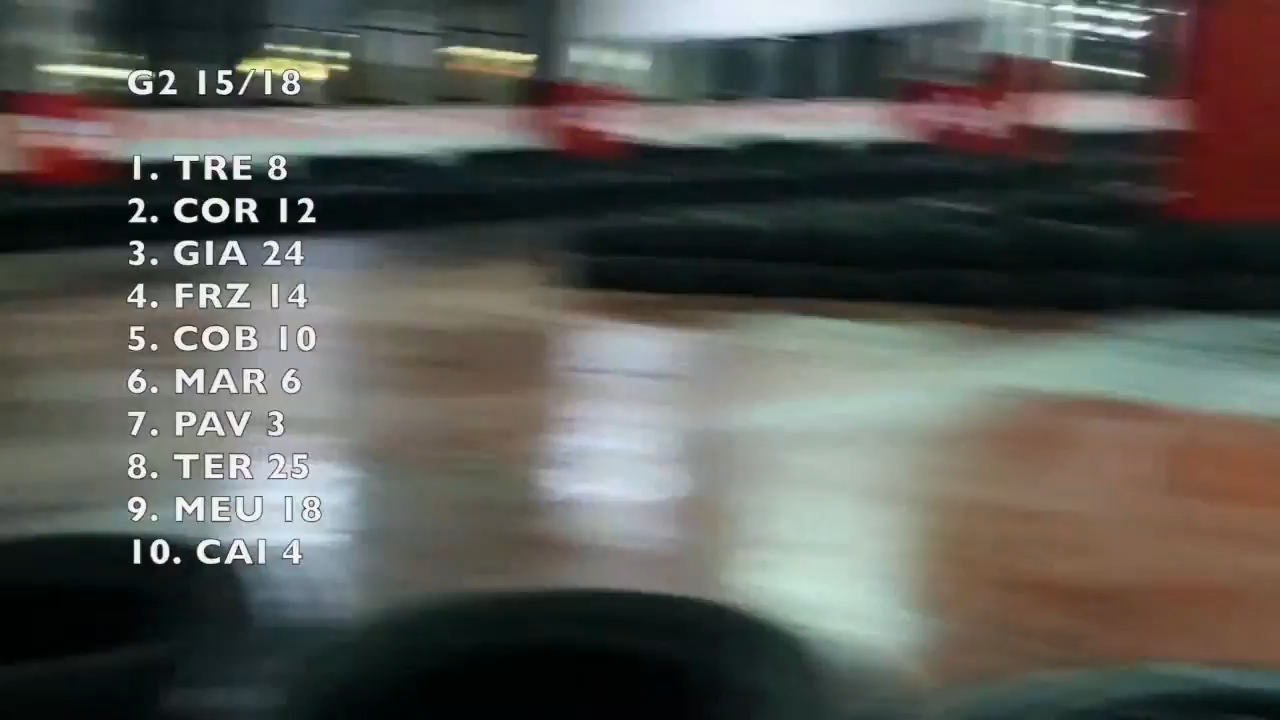 G2 15/18
1. TRE 8
2. COR 12
3. GIA 24
4. FRZ 14
5. COB 10
6. MAR 6
7. PAV 3
8. TER 25
9. MEU 18
10. CAI 4